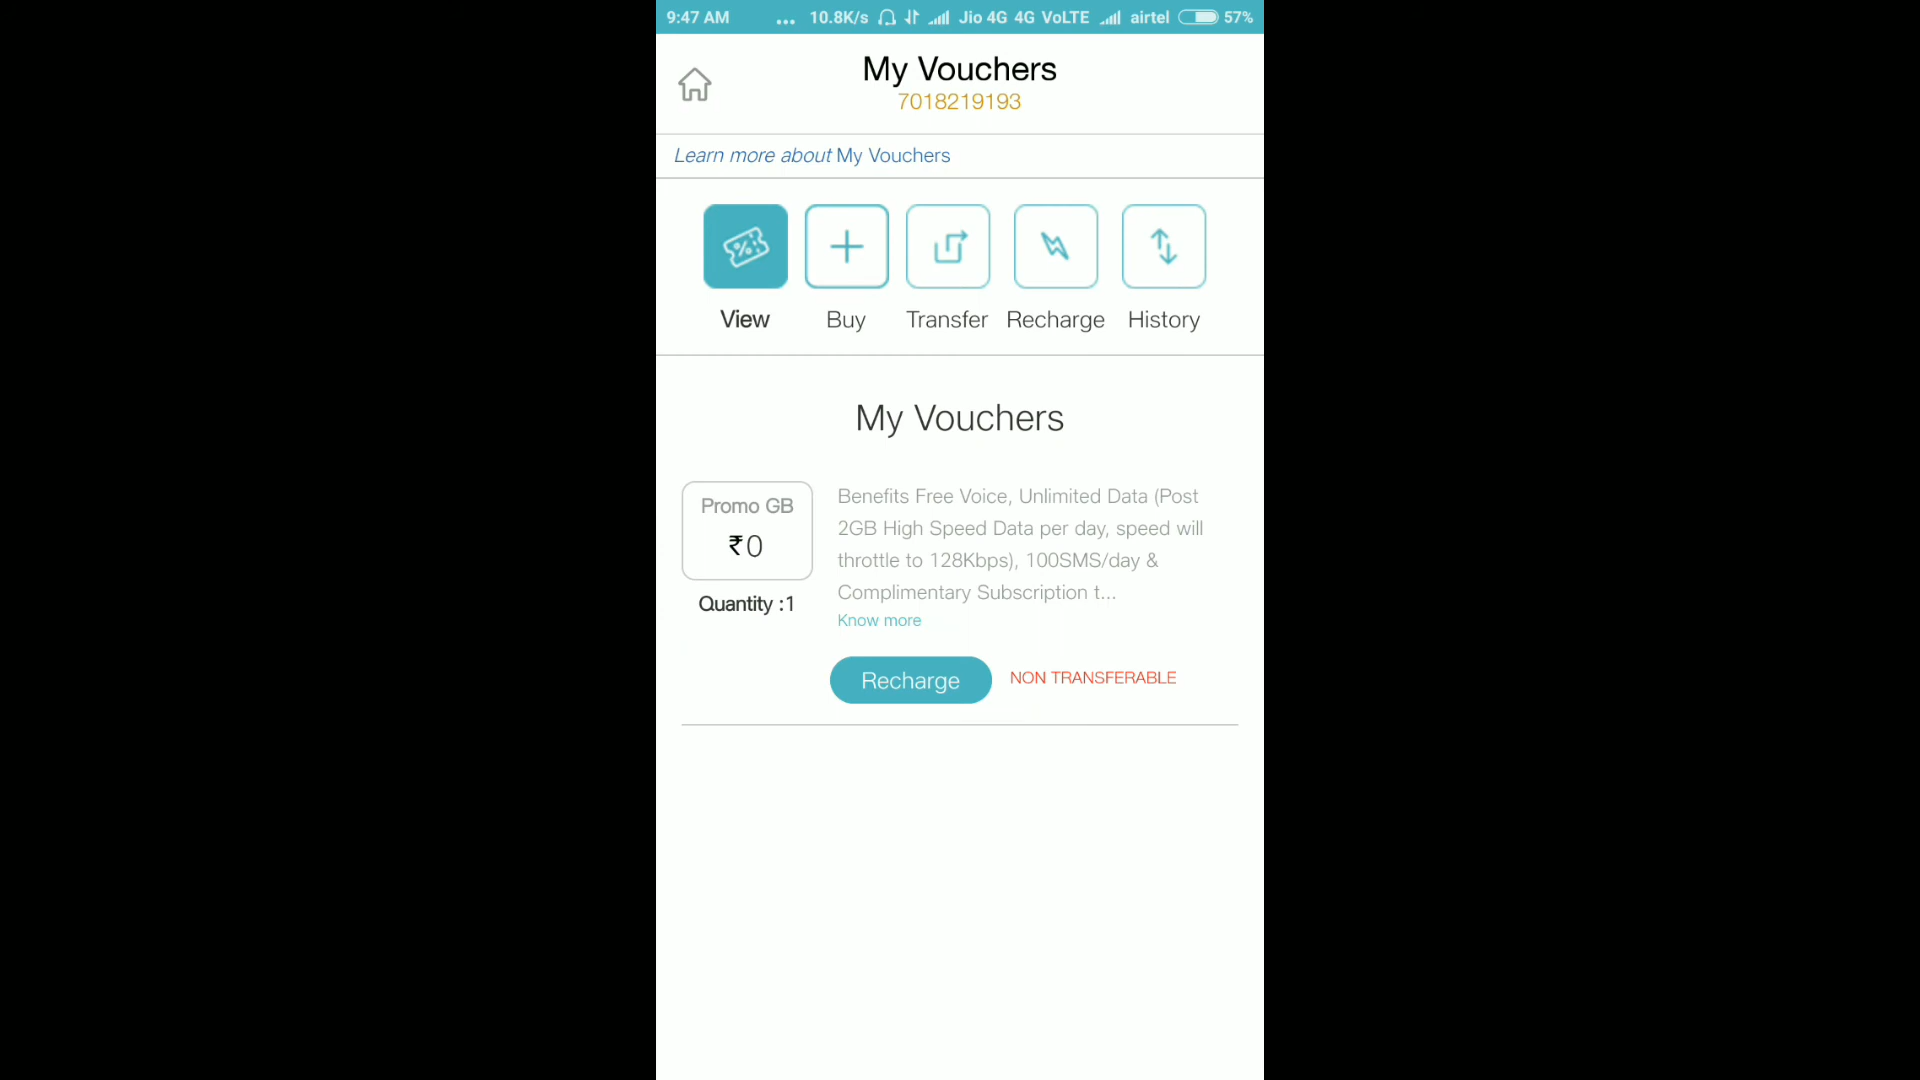 9:47 AM ... 10.8K/s Jio 4G 4G VoLTE airtel 57%
My Vouchers
7018219193
Learn more about My Vouchers
View Buy Transfer Recharge History
My Vouchers
Promo GB
₹0
Quantity :1
Benefits Free Voice, Unlimited Data (Post
2GB High Speed Data per day, speed will
throttle to 128Kbps), 100SMS/day &
Complimentary Subscription t...
Know more
Recharge NON TRANSFERABLE